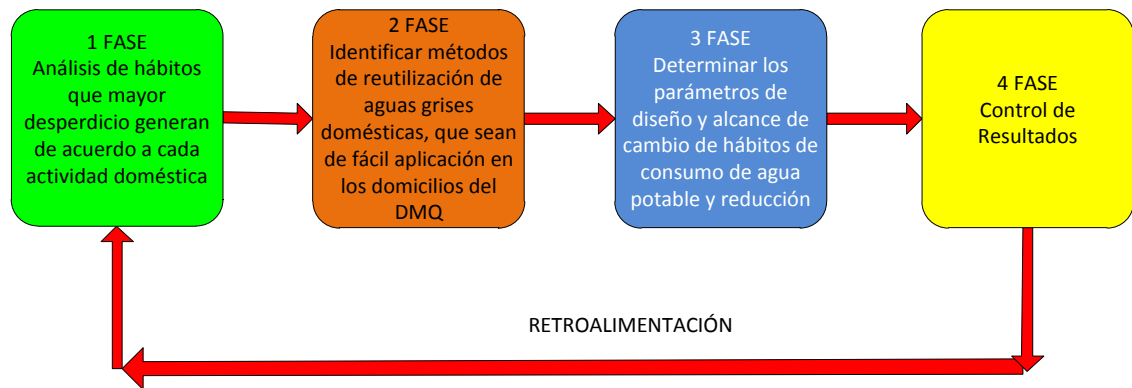 1 FASE
Análisis de hábitos
que mayor
desperdicio generan
de acuerdo a cada
actividad doméstica
2 FASE
Identificar métodos
de reutilización de
aguas grises
domésticas, que sean
de fácil aplicación en
los domicilios del
DMQ
3 FASE
Determinar los
parámetros de
diseño y alcance de
cambio de hábitos de
consumo de agua
potable y reducción
4 FASE
Control de
Resultados
RETROALIMENTACIÓN